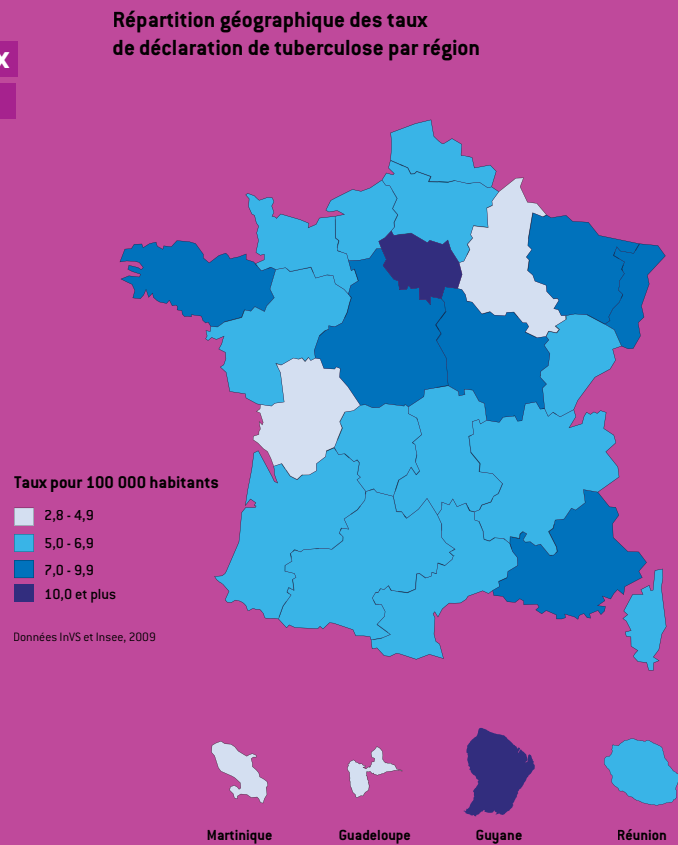 Répartition géographique des taux
de déclaration de tuberculose par région
x
Taux pour 100 000 habitants
2,8 - 4,9
5,0 - 6,9
7,0 - 9,9
10,0 et plus
Données InVS et Insee, 2009
Martinique Guadeloupe Guyane Réunion